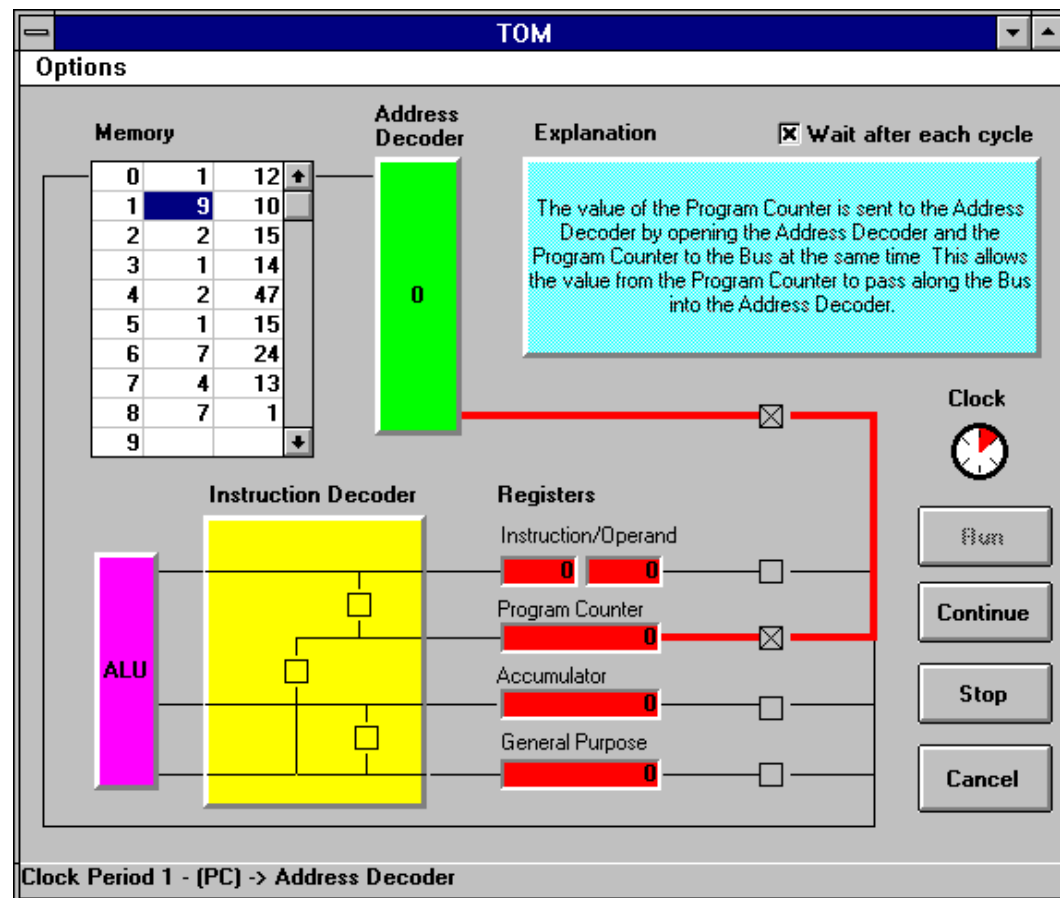 TOM
Options
Memory
Address
Decoder
Explanation
Wait after each cycle
0 1 12
1 9 10
2 2 15
3 1 14
4 2 47
5 1 15
6 7 24
7 4 13
8 7 1
9
0
The value of the Program Counter is sent to the Address
Decoder by opening the Address Decoder and the
Program Counter to the Bus at the same time This allows
the value from the Program Counter to pass along the Bus
into the Address Decoder.
Clock
Instruction Decoder
Registers
Instruction/Operand
0 0
Program Counter
0
Accumulator
0
General Purpose
0
ALU
Run
Continue
Stop
Cancel
Clock Period 1 - (PC) -> Address Decoder